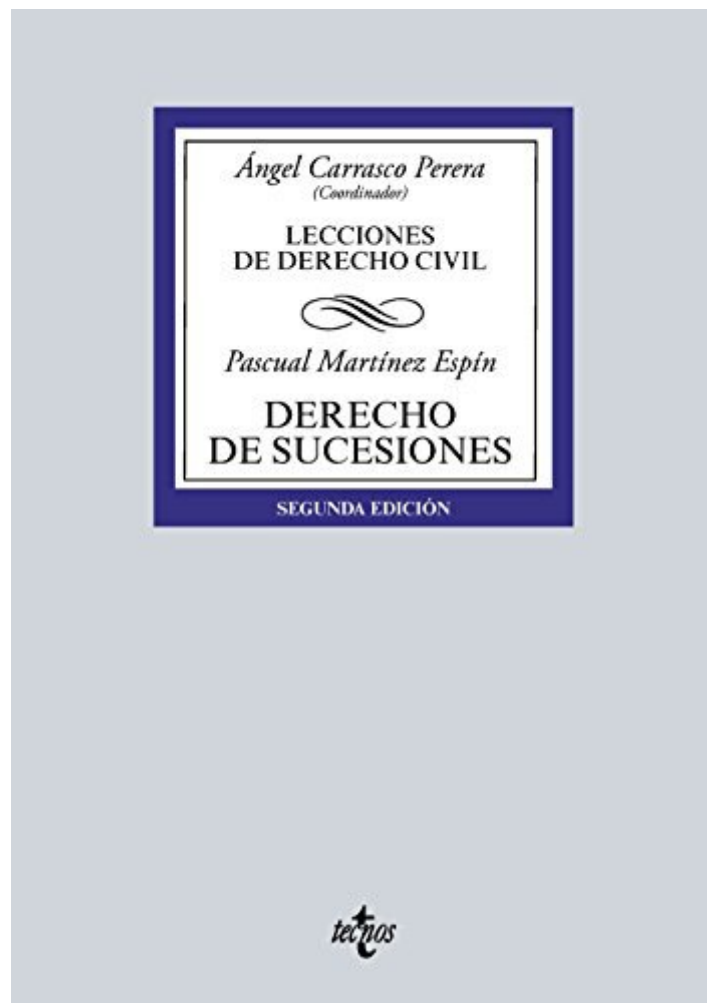 Ángel Carrasco Perera
(Coordinador)
LECCIONES
DE DERECHO CIVIL
Pascual Martínez Espín
DERECHO
DE SUCESIONES
SEGUNDA EDICIÓN
tecnos